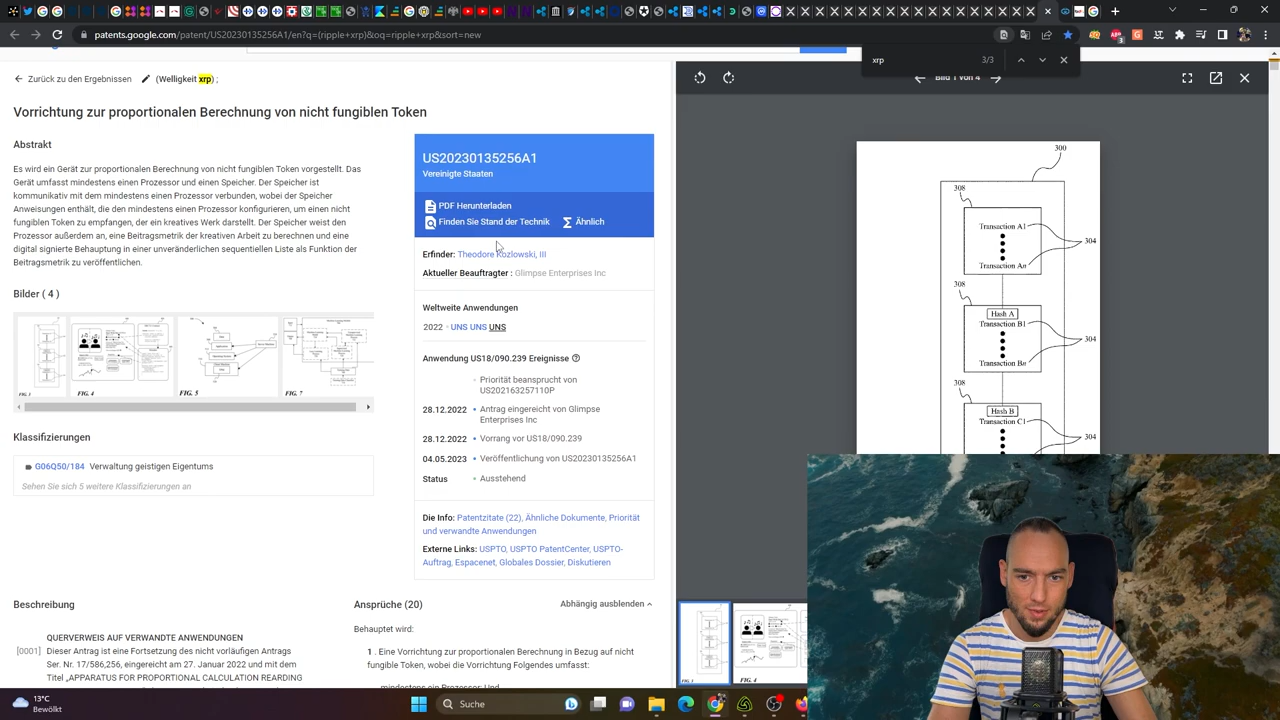 patents.google.com/patent/US20230135256A1/en?q=(ripple+xrp)&oq=ripple+xrp&sort=new
xrp
3/3
Zurück zu den Ergebnissen
(Welligkeit xrp) ;
Bild 1 von 4
Vorrichtung zur proportionalen Berechnung von nicht fungiblen Token
Abstrakt
Es wird ein Gerät zur proportionalen Berechnung von nicht fungiblen Token vorgestellt. Das
Gerät umfasst mindestens einen Prozessor und einen Speicher. Der Speicher ist
kommunikativ mit dem mindestens einen Prozessor verbunden, wobei der Speicher
Anweisungen enthält, die den mindestens einen Prozessor konfigurieren, um einen nicht
fungiblen Token zu empfangen, der ein kreatives Werk darstellt. Der Speicher weist den
Prozessor außerdem an, eine Beitragsmetrik der kreativen Arbeit zu berechnen und eine
digital signierte Behauptung in einer unveränderlichen sequentiellen Liste als Funktion der
Beitragsmetrik zu veröffentlichen.
Bilder ( 4 )
FIG. 4
FIG. 5
FIG. 7
Klassifizierungen
G06Q50/184 Verwaltung geistigen Eigentums
Sehen Sie sich 5 weitere Klassifizierungen an
US20230135256A1
Vereinigte Staaten
PDF Herunterladen
Finden Sie Stand der Technik
Ähnlich
Erfinder: Theodore Kozlowski, III
Aktueller Beauftragter : Glimpse Enterprises Inc
Weltweite Anwendungen
2022 · UNS UNS UNS
Anwendung US18/090.239 Ereignisse
Priorität beansprucht von
US202163257110P
28.12.2022 Antrag eingereicht von Glimpse
Enterprises Inc
28.12.2022 Vorrang vor US18/090.239
04.05.2023 Veröffentlichung von US20230135256A1
Status Ausstehend
Die Info: Patentzitate (22), Ähnliche Dokumente, Priorität
und verwandte Anwendungen
Externe Links: USPTO, USPTO PatentCenter, USPTO-
Auftrag, Espacenet, Globales Dossier, Diskutieren
Beschreibung
QUERVERWEIS AUF VERWANDTE ANWENDUNGEN
[0001] Dieser Antrag ist eine Fortsetzung des nicht vorläufigen Antrags
Ser. Nr. 17/586,256, eingereicht am 27. Januar 2022 und mit dem
Titel „APPARATUS FOR PROPORTIONAL CALCULATION REARDING
Ansprüche (20)
Abhängig ausblenden
Behauptet wird:
1 . Eine Vorrichtung zur proportionalen Berechnung in Bezug auf nicht
fungible Token, wobei die Vorrichtung Folgendes umfasst:
mindestens ein Prozessor; Und
300
308
Transaction A1
304
Transaction An
308
Hash A
Transaction B1
304
Transaction Bn
308
Hash B
Transaction C1
304
13°C
Bewölkt
Suche